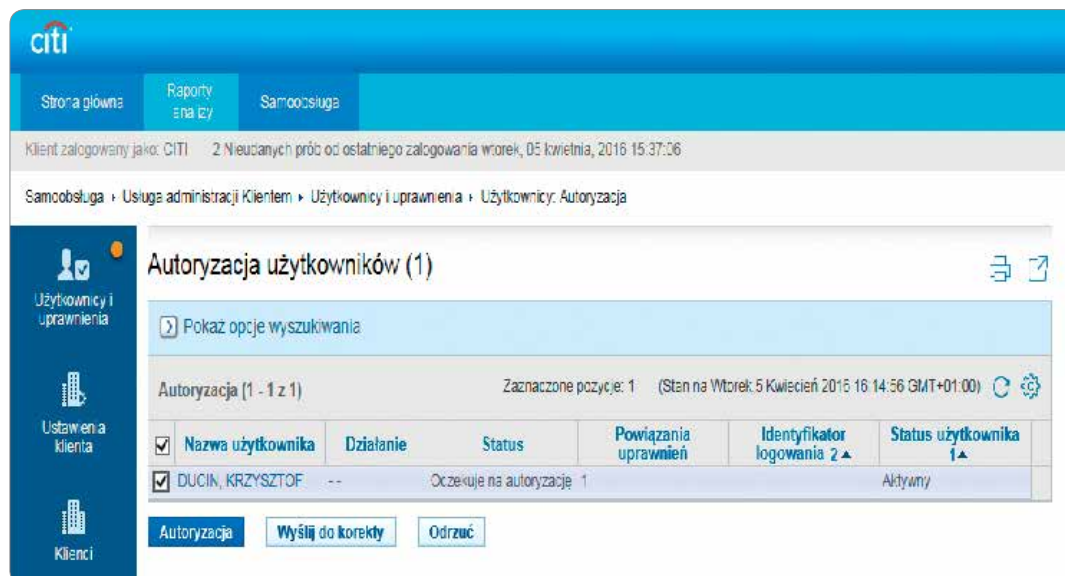 citi
Strona główna
Raporty
analizy
Samoobsługa
Klient zalogowany jako: CITI 2 Nieudanych prób od ostatniego zalogowania wtorek, 05 kwietnia, 2016 15:37:06
Samoobsługa Usługa administracji Klientem Użytkownicy i uprawnienia Użytkownicy: Autoryzacja
Użytkownicy i
uprawnienia
Ustawienia
klienta
Klienci
Autoryzacja użytkowników (1)
Pokaż opcje wyszukiwania
Autoryzacja (1 - 1 z 1) Zaznaczone pozycje: 1 (Stan na Wtorek 5 Kwiecień 2016 16:14:56 GMT+01:00)
Nazwa użytkownika Działanie Status Powiązania uprawnień Identyfikator logowania 2 Status użytkownika 1
DUCIN, KRZYSZTOF -- Oczekuje na autoryzację 1 Aktywny
Autoryzacja Wyślij do korekty Odrzuć